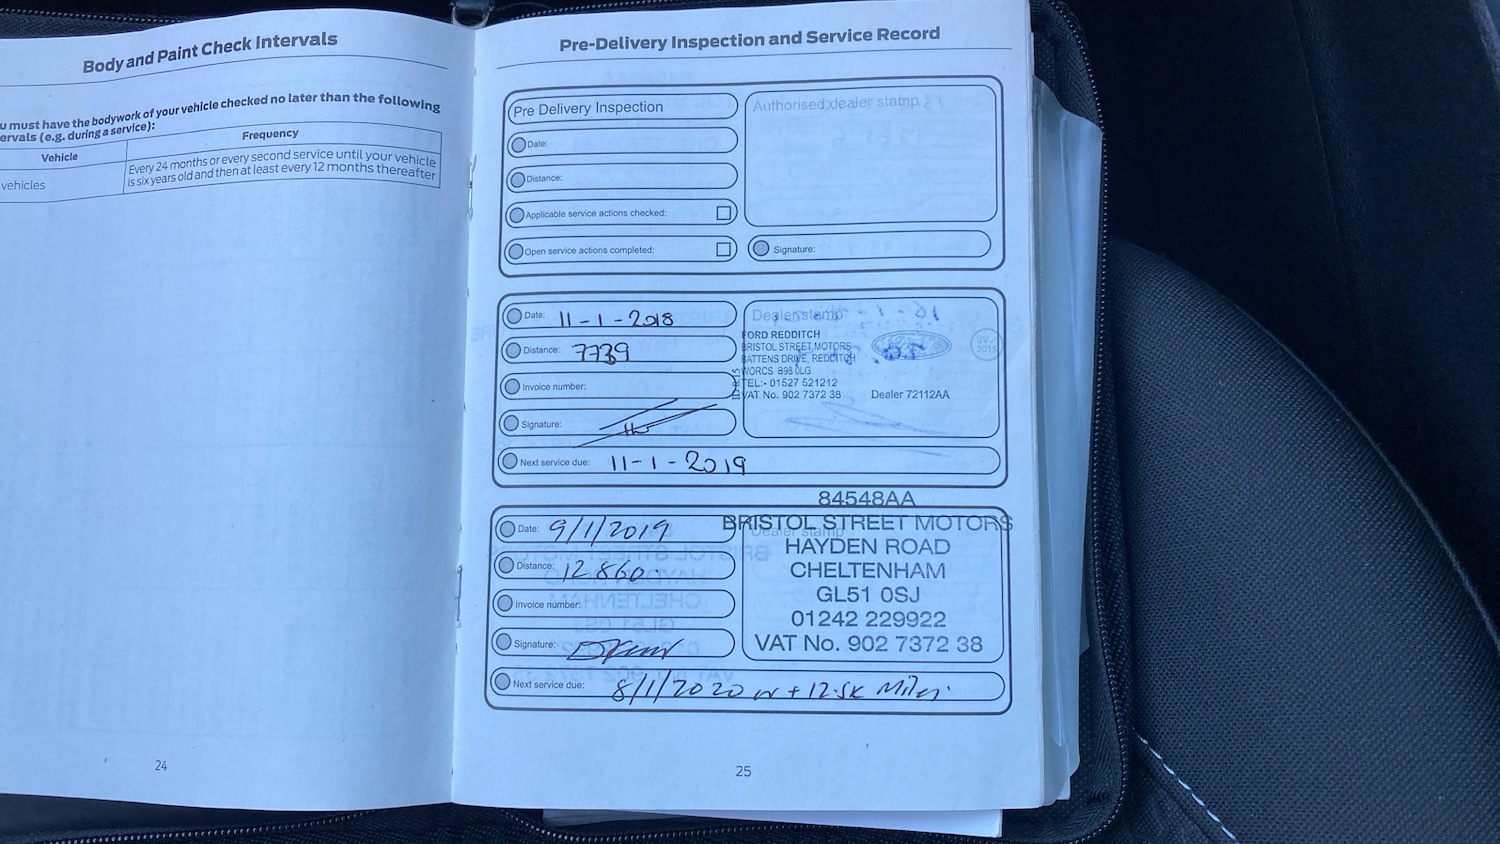 Body and Paint Check Intervals
u must have the bodywork of your vehicle checked no later than the following
ervals (e.g. during a service):
Vehicle
Frequency
vehicles
Every 24 months or every second service until your vehicle
is six years old and then at least every 12 months thereafter
24
Pre-Delivery Inspection and Service Record
Pre Delivery Inspection
Date:
Distance:
Applicable service actions checked:
Open service actions completed:
Authorised dealer stamp
Signature:
Date: 11-1-2018
Distance: 7739
Invoice number:
Signature:
Next service due: 11-1-2019
Dealer stamp
FORD REDDITCH
BRISTOL STREET MOTORS
BATTENS DRIVE, REDDITCH
WORCS B98 0LG
TEL:- 01527 521212
VAT No. 902 7372 38
Dealer 72112AA
Date: 9/1/2019
Distance: 12860.
Invoice number:
Signature:
Next service due: 8/1/2020 or + 12.5K Miles.
Dealer stamp
84548AA
BRISTOL STREET MOTORS
HAYDEN ROAD
CHELTENHAM
GL51 0SJ
01242 229922
VAT No. 902 7372 38
25